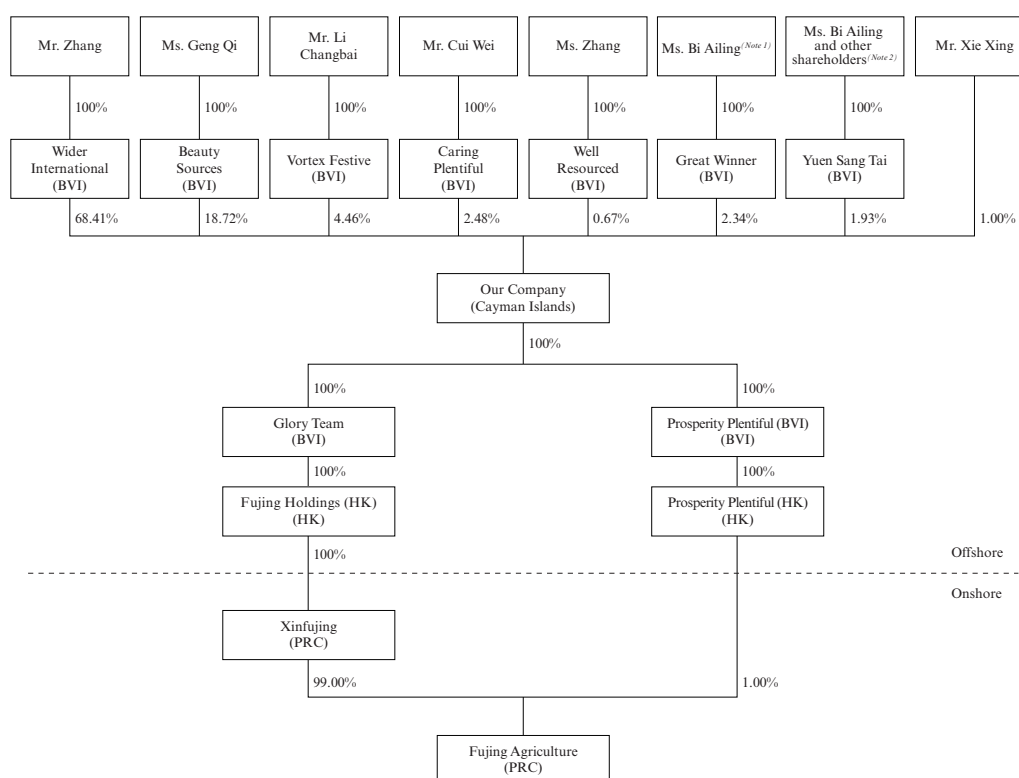 Mr. Zhang
Ms. Geng Qi
Mr. Li
Changbai
Mr. Cui Wei
Ms. Zhang
Ms. Bi Ailing(Note 1)
Ms. Bi Ailing
and other
shareholders(Note 2)
Mr. Xie Xing
100%
100%
100%
100%
100%
100%
100%
Wider
International
(BVI)
Beauty
Sources
(BVI)
Vortex Festive
(BVI)
Caring
Plentiful
(BVI)
Well
Resourced
(BVI)
Great Winner
(BVI)
Yuen Sang Tai
(BVI)
68.41%
18.72%
4.46%
2.48%
0.67%
2.34%
1.93%
1.00%
Our Company
(Cayman Islands)
100%
100%
100%
Glory Team
(BVI)
Prosperity Plentiful (BVI)
(BVI)
100%
100%
Fujing Holdings (HK)
(HK)
Prosperity Plentiful (HK)
(HK)
100%
Offshore
Onshore
Xinfujing
(PRC)
99.00%
1.00%
Fujing Agriculture
(PRC)